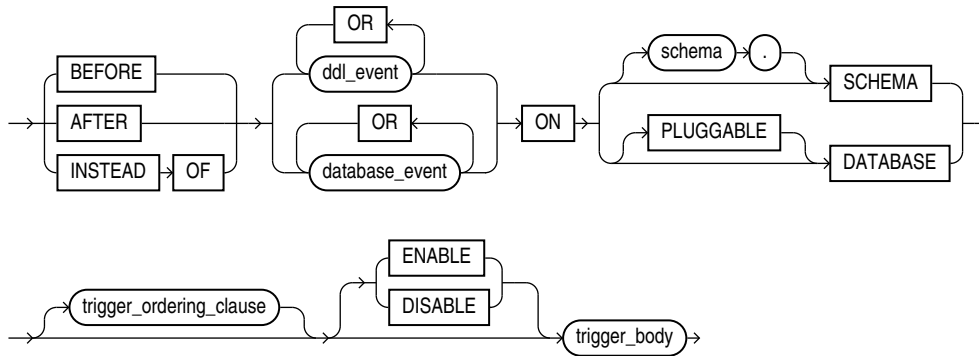 OR
schema .
BEFORE ddl_event SCHEMA
AFTER OR ON PLUGGABLE
INSTEAD OF database_event DATABASE
ENABLE
trigger_ordering_clause DISABLE
trigger_body